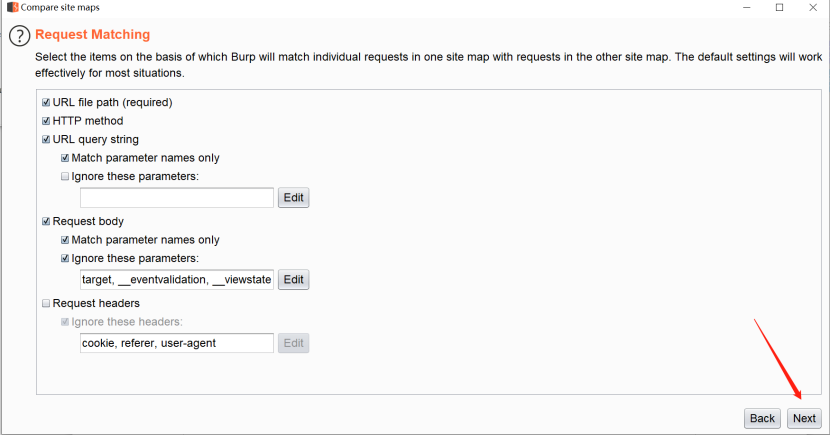 Compare site maps
?
Request Matching
Select the items on the basis of which Burp will match individual requests in one site map with requests in the other site map. The default settings will work
effectively for most situations.
URL file path (required)
HTTP method
URL query string
Match parameter names only
Ignore these parameters:
Edit
Request body
Match parameter names only
Ignore these parameters:
target, __eventvalidation, __viewstate Edit
Request headers
Ignore these headers:
cookie, referer, user-agent Edit
Back Next